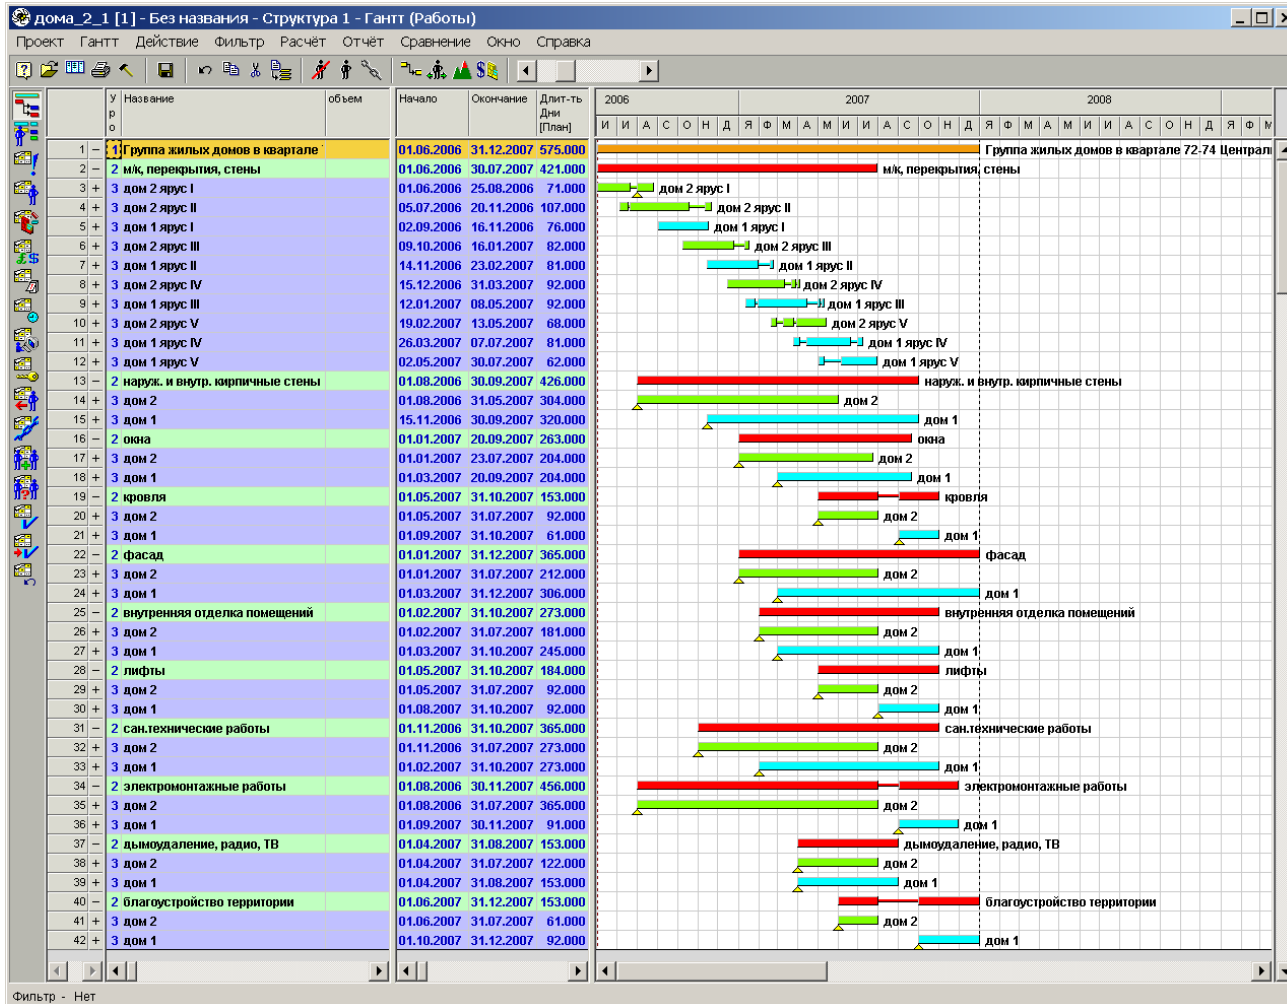 дома_2_1 [1] - Без названия - Структура 1 - Гантт (Работы)
Проект Гантт Действие Фильтр Расчёт Отчёт Сравнение Окно Справка
Уро Название объем Начало Окончание Длит-ть Дни [План] 2006 2007 2008
И И А С О Н Д Я Ф М А М И И А С О Н Д Я Ф М А М И И А С О Н Д Я Ф М
1 − 1 Группа жилых домов в квартале 01.06.2006 31.12.2007 575.000 Группа жилых домов в квартале 72-74 Централ
2 − 2 м/к, перекрытия, стены 01.06.2006 30.07.2007 421.000 м/к, перекрытия, стены
3 + 3 дом 2 ярус I 01.06.2006 25.08.2006 71.000 дом 2 ярус I
4 + 3 дом 2 ярус II 05.07.2006 20.11.2006 107.000 дом 2 ярус II
5 + 3 дом 1 ярус I 02.09.2006 16.11.2006 76.000 дом 1 ярус I
6 + 3 дом 2 ярус III 09.10.2006 16.01.2007 82.000 дом 2 ярус III
7 + 3 дом 1 ярус II 14.11.2006 23.02.2007 81.000 дом 1 ярус II
8 + 3 дом 2 ярус IV 15.12.2006 31.03.2007 92.000 дом 2 ярус IV
9 + 3 дом 1 ярус III 12.01.2007 08.05.2007 92.000 дом 1 ярус III
10 + 3 дом 2 ярус V 19.02.2007 13.05.2007 68.000 дом 2 ярус V
11 + 3 дом 1 ярус IV 26.03.2007 07.07.2007 81.000 дом 1 ярус IV
12 + 3 дом 1 ярус V 02.05.2007 30.07.2007 62.000 дом 1 ярус V
13 − 2 наруж. и внутр. кирпичные стены 01.08.2006 30.09.2007 426.000 наруж. и внутр. кирпичные стены
14 + 3 дом 2 01.08.2006 31.05.2007 304.000 дом 2
15 + 3 дом 1 15.11.2006 30.09.2007 320.000 дом 1
16 − 2 окна 01.01.2007 20.09.2007 263.000 окна
17 + 3 дом 2 01.01.2007 23.07.2007 204.000 дом 2
18 + 3 дом 1 01.03.2007 20.09.2007 204.000 дом 1
19 − 2 кровля 01.05.2007 31.10.2007 153.000 кровля
20 + 3 дом 2 01.05.2007 31.07.2007 92.000 дом 2
21 + 3 дом 1 01.09.2007 31.10.2007 61.000 дом 1
22 − 2 фасад 01.01.2007 31.12.2007 365.000 фасад
23 + 3 дом 2 01.01.2007 31.07.2007 212.000 дом 2
24 + 3 дом 1 01.03.2007 31.12.2007 306.000 дом 1
25 − 2 внутренняя отделка помещений 01.02.2007 31.10.2007 273.000 внутренняя отделка помещений
26 + 3 дом 2 01.02.2007 31.07.2007 181.000 дом 2
27 + 3 дом 1 01.03.2007 31.10.2007 245.000 дом 1
28 − 2 лифты 01.05.2007 31.10.2007 184.000 лифты
29 + 3 дом 2 01.05.2007 31.07.2007 92.000 дом 2
30 + 3 дом 1 01.08.2007 31.10.2007 92.000 дом 1
31 − 2 сан.технические работы 01.11.2006 31.10.2007 365.000 сан.технические работы
32 + 3 дом 2 01.11.2006 31.07.2007 273.000 дом 2
33 + 3 дом 1 01.02.2007 31.10.2007 273.000 дом 1
34 − 2 электромонтажные работы 01.08.2006 30.11.2007 456.000 электромонтажные работы
35 + 3 дом 2 01.08.2006 31.07.2007 365.000 дом 2
36 + 3 дом 1 01.09.2007 30.11.2007 91.000 дом 1
37 − 2 дымоудаление, радио, ТВ 01.04.2007 31.08.2007 153.000 дымоудаление, радио, ТВ
38 + 3 дом 2 01.04.2007 31.07.2007 122.000 дом 2
39 + 3 дом 1 01.04.2007 31.08.2007 153.000 дом 1
40 − 2 благоустройство территории 01.06.2007 31.12.2007 153.000 благоустройство территории
41 + 3 дом 2 01.06.2007 31.07.2007 61.000 дом 2
42 + 3 дом 1 01.10.2007 31.12.2007 92.000 дом 1
Фильтр - Нет